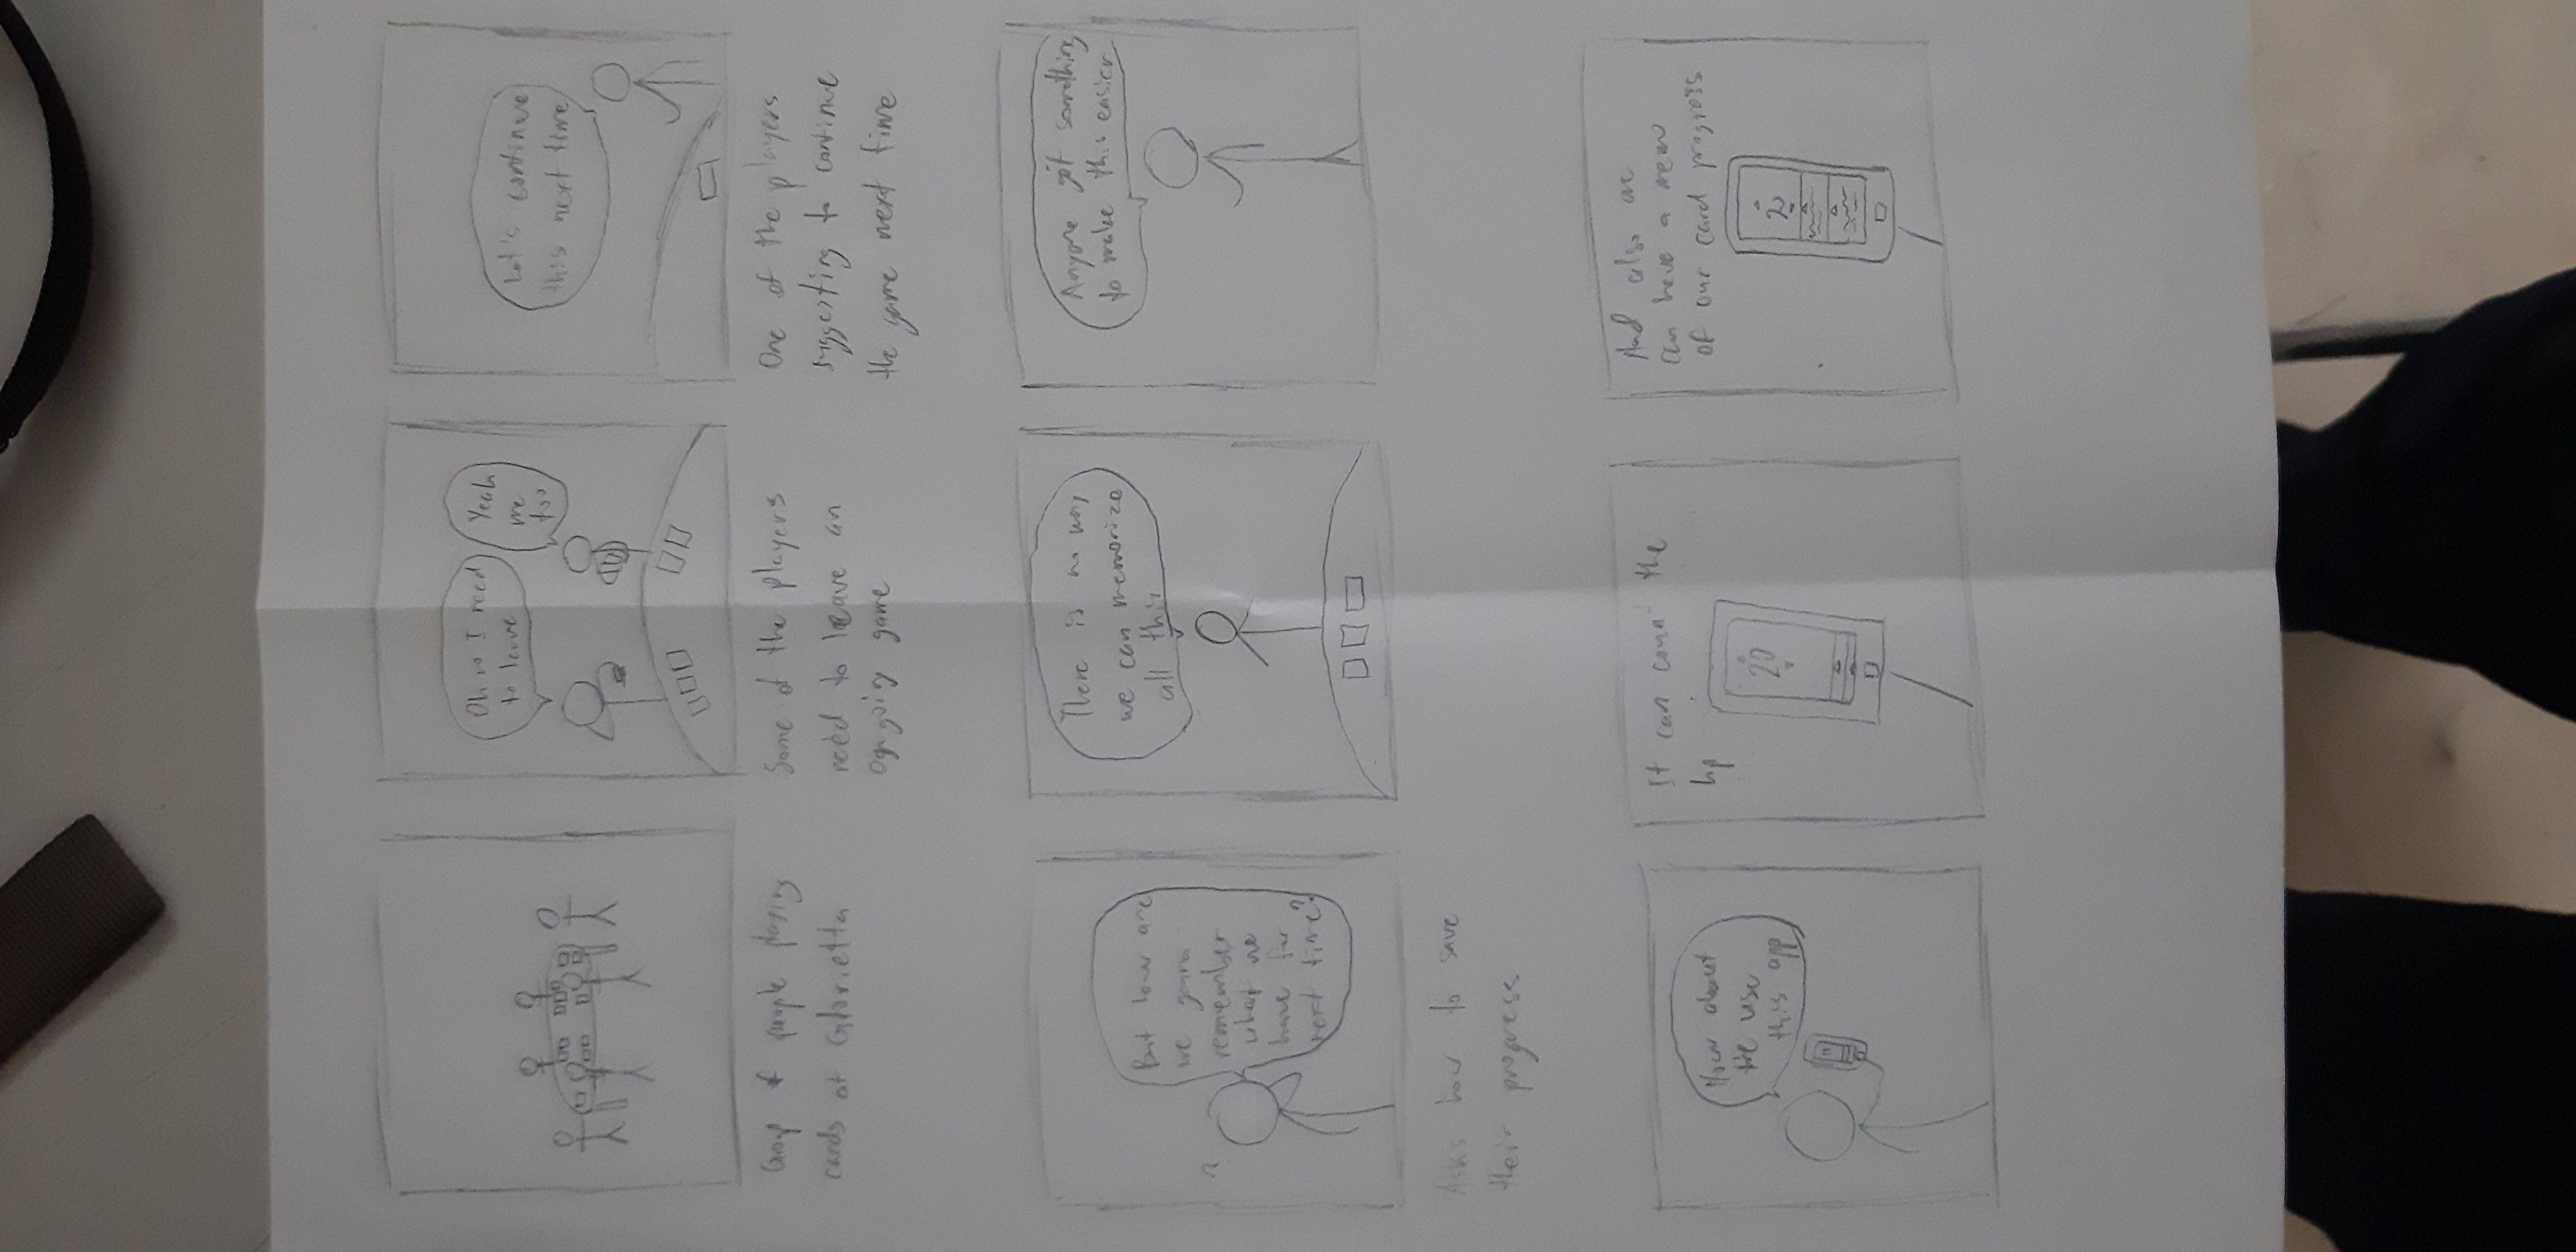 Oh no I need
to leave
Yeah
me
too
Let's continue
this next time
Group of people playing
cards at Glorietta
Some of the players
need to leave an
ongoing game
One of the players
suggesting to continue
the game next time
?
But how are
we gonna
remember
what we
have for
next time?
There is no way
we can memorize
all this
Anyone got something
to make this easier
Asks how to save
their progress
How about
we use
this app
It can count the
hp
20
And also we
can have a memo
of our card progress
20